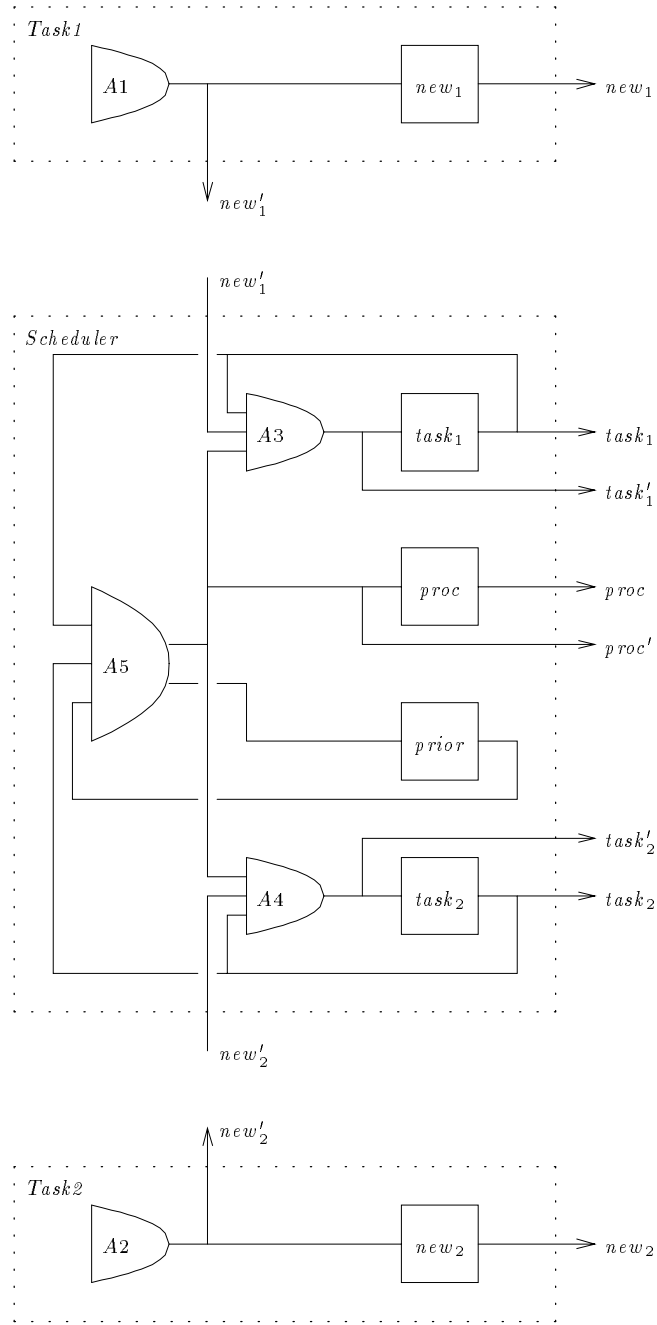 Task1
A1
new₁
new₁
new′₁
new′₁
Scheduler
A3
task₁
task₁
task′₁
proc
proc
A5
proc′
prior
task′₂
A4
task₂
task₂
new′₂
new′₂
Task2
A2
new₂
new₂